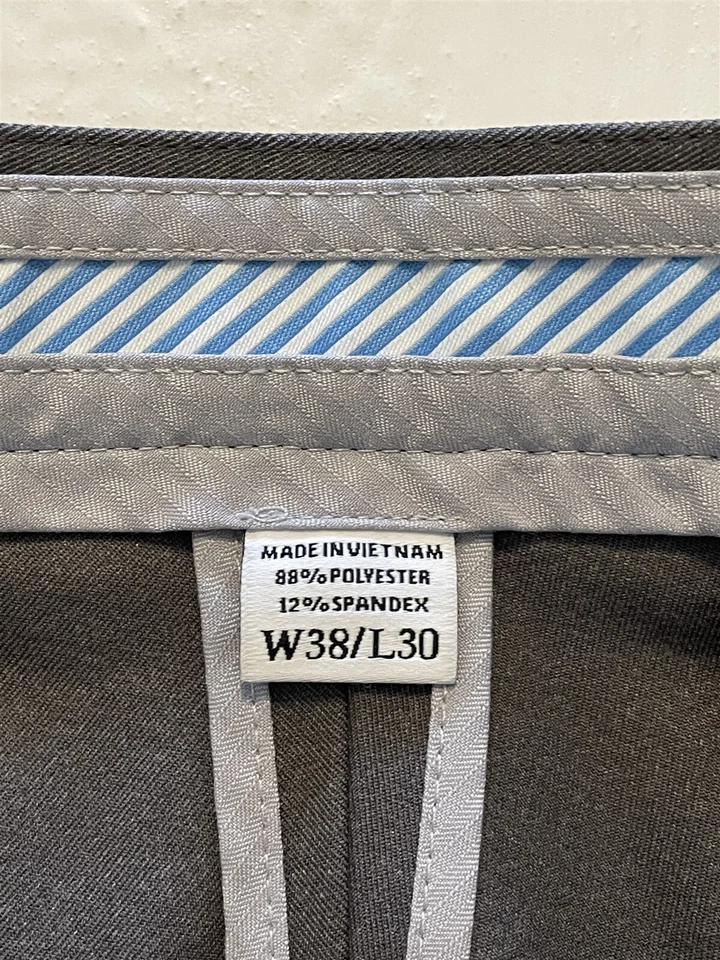 MADE IN VIETNAM
88% POLYESTER
12% SPANDEX
W38/L30